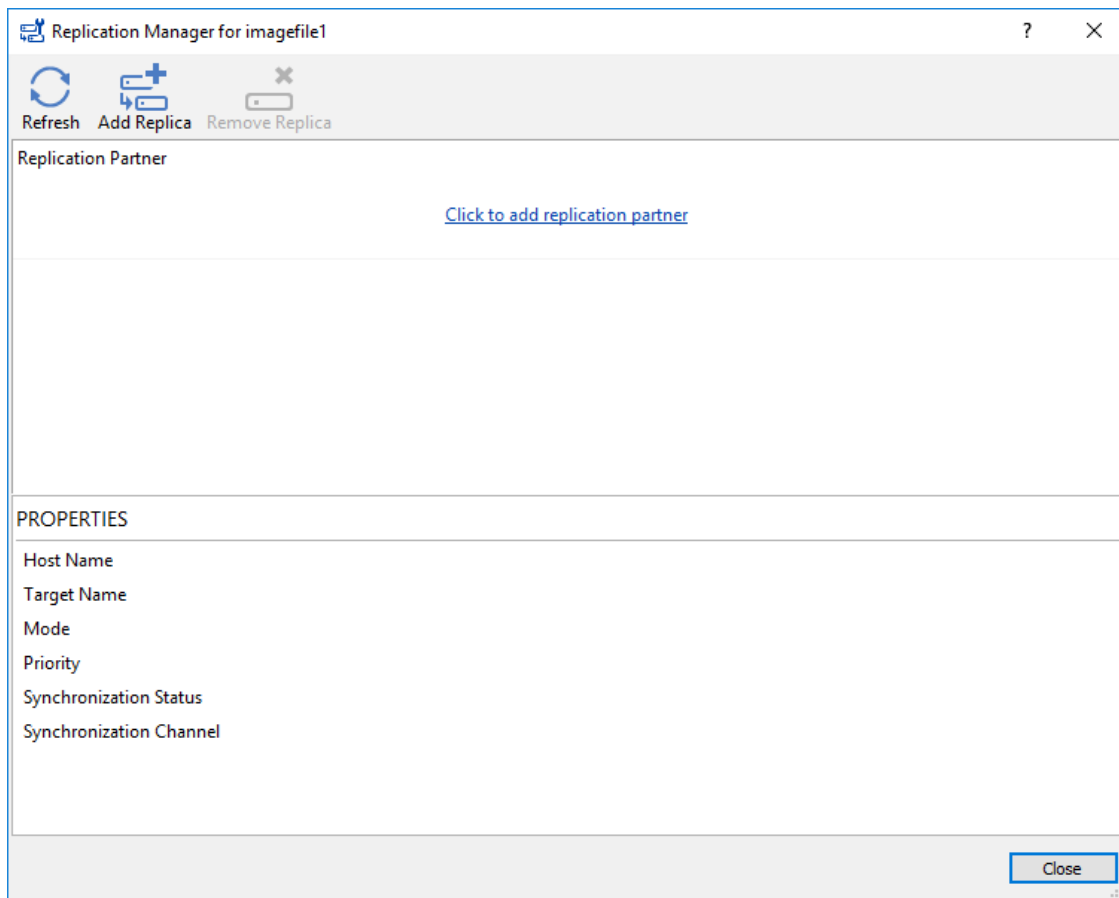 Replication Manager for imagefile1
?
Refresh Add Replica Remove Replica
Replication Partner
Click to add replication partner
PROPERTIES
Host Name
Target Name
Mode
Priority
Synchronization Status
Synchronization Channel
Close